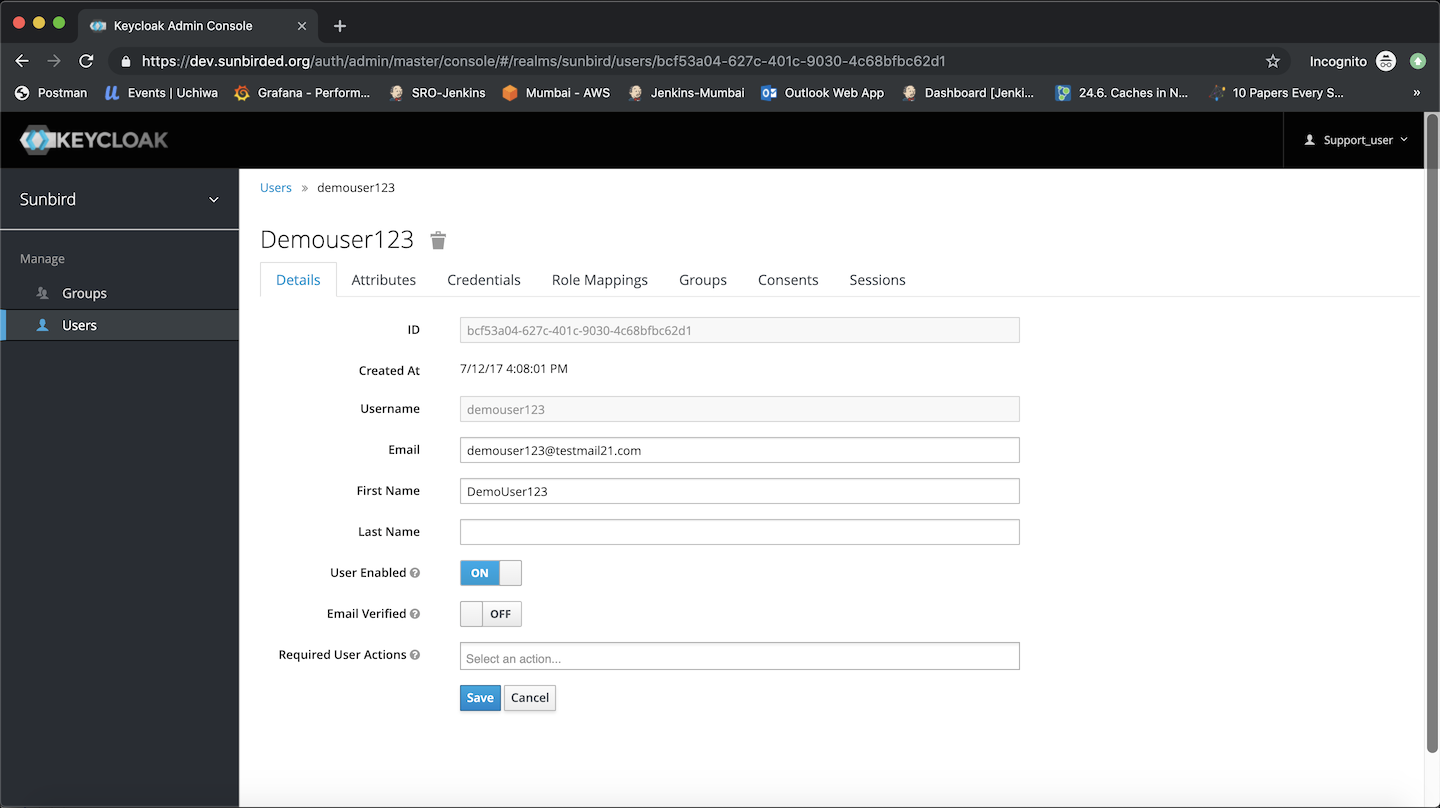 Keycloak Admin Console
https://dev.sunbirded.org/auth/admin/master/console/#/realms/sunbird/users/bcf53a04-627c-401c-9030-4c68bfbc62d1
Incognito
Postman Events | Uchiwa Grafana - Perform... SRO-Jenkins Mumbai - AWS Jenkins-Mumbai Outlook Web App Dashboard [Jenki... 24.6. Caches in N... 10 Papers Every S... »
KEYCLOAK
Support_user
Sunbird
Manage
Groups
Users
Users » demouser123
Demouser123
Details Attributes Credentials Role Mappings Groups Consents Sessions
ID bcf53a04-627c-401c-9030-4c68bfbc62d1
Created At 7/12/17 4:08:01 PM
Username demouser123
Email demouser123@testmail21.com
First Name DemoUser123
Last Name
User Enabled ON
Email Verified OFF
Required User Actions Select an action...
Save Cancel